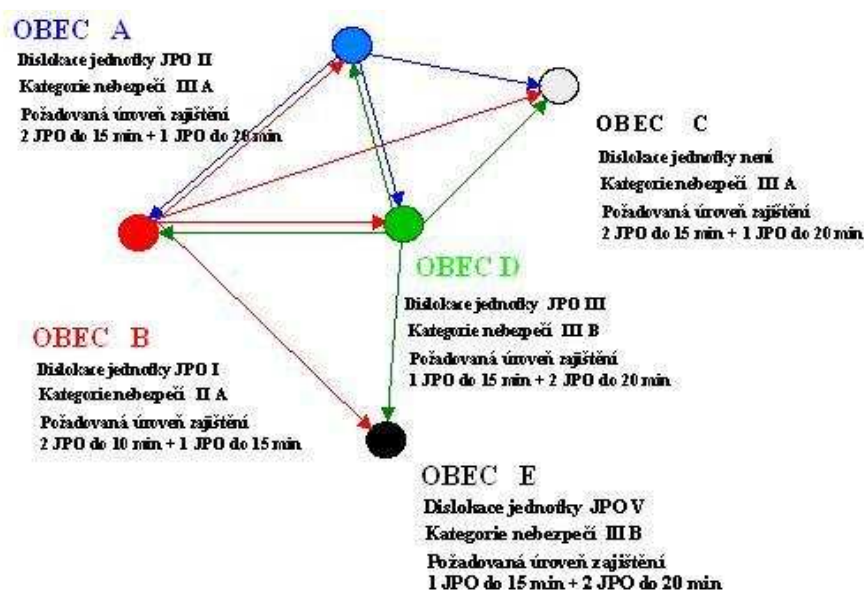 OBEC A
Dislokace jednotky JPO II
Kategorie nebezpečí III A
Požadovaná úroveň zajištění
2 JPO do 15 min + 1 JPO do 20 min
OBEC C
Dislokace jednotky není
Kategorie nebezpečí III A
Požadovaná úroveň zajištění
2 JPO do 15 min + 1 JPO do 20 min
OBEC D
Dislokace jednotky JPO III
Kategorie nebezpečí III B
Požadovaná úroveň zajištění
1 JPO do 15 min + 2 JPO do 20 min
OBEC B
Dislokace jednotky JPO I
Kategorie nebezpečí II A
Požadovaná úroveň zajištění
2 JPO do 10 min + 1 JPO do 15 min
OBEC E
Dislokace jednotky JPO V
Kategorie nebezpečí III B
Požadovaná úroveň zajištění
1 JPO do 15 min + 2 JPO do 20 min